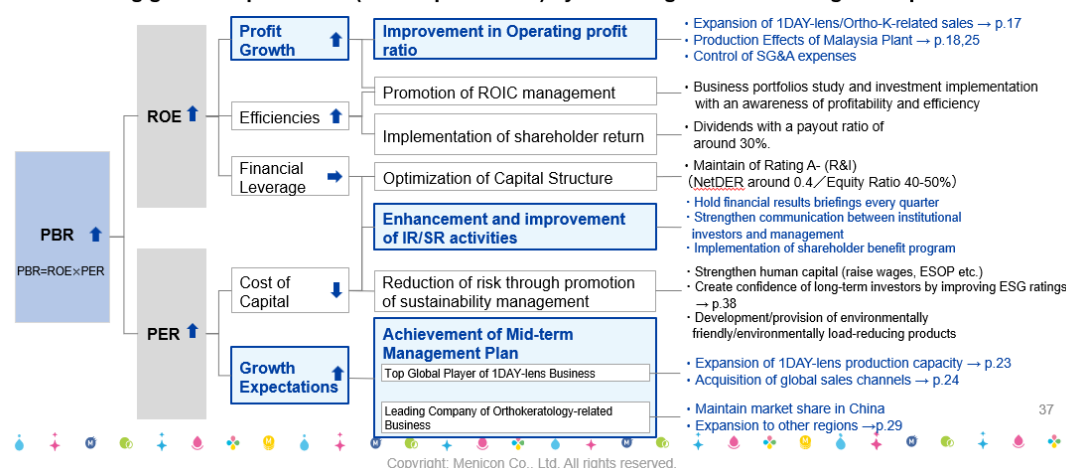 Profit
Growth
Improvement in Operating profit
ratio
・Expansion of 1DAY-lens/Ortho-K-related sales → p.17
・Production Effects of Malaysia Plant → p.18,25
・Control of SG&A expenses
ROE
Efficiencies
Promotion of ROIC management
・Business portfolios study and investment implementation
with an awareness of profitability and efficiency
Implementation of shareholder return
・Dividends with a payout ratio of
around 30%.
Financial
Leverage
Optimization of Capital Structure
・Maintain of Rating A- (R&I)
(NetDER around 0.4／Equity Ratio 40-50%)
PBR
PBR=ROE×PER
Enhancement and improvement
of IR/SR activities
・Hold financial results briefings every quarter
・Strengthen communication between institutional
investors and management
・Implementation of shareholder benefit program
PER
Cost of
Capital
Reduction of risk through promotion
of sustainability management
・Strengthen human capital (raise wages, ESOP etc.)
・Create confidence of long-term investors by improving ESG ratings
→ p.38
・Development/provision of environmentally
friendly/environmentally load-reducing products
Growth
Expectations
Achievement of Mid-term
Management Plan
Top Global Player of 1DAY-lens Business
・Expansion of 1DAY-lens production capacity → p.23
・Acquisition of global sales channels → p.24
Leading Company of Orthokeratology-related
Business
・Maintain market share in China
・Expansion to other regions →p.29
37
Copyright: Menicon Co., Ltd. All rights reserved.